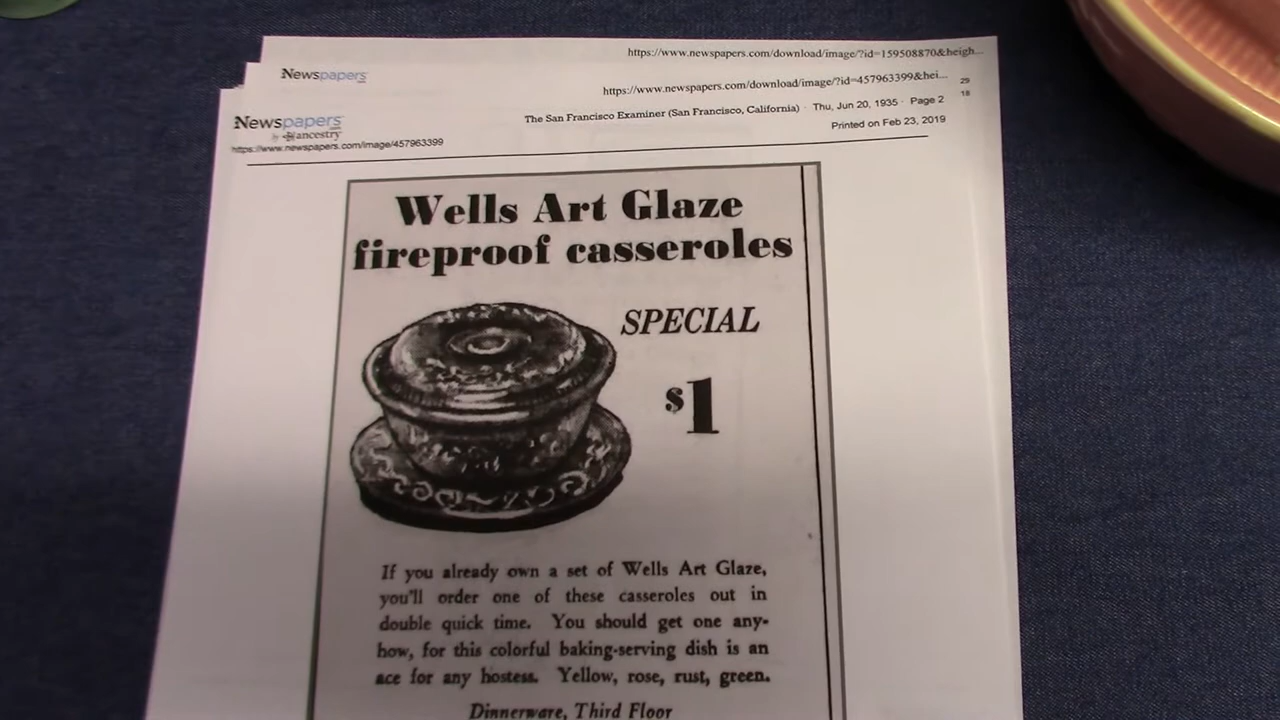 https://www.newspapers.com/download/image/?id=159508870&heigh...
Newspapers
https://www.newspapers.com/download/image/?id=457963399&hei...
29
18
The San Francisco Examiner (San Francisco, California) · Thu, Jun 20, 1935 · Page 2
Printed on Feb 23, 2019
Newspapers
by ancestry
https://www.newspapers.com/image/457963399
Wells Art Glaze
fireproof casseroles
SPECIAL
$1
If you already own a set of Wells Art Glaze,
you'll order one of these casseroles out in
double quick time. You should get one any-
how, for this colorful baking-serving dish is an
ace for any hostess. Yellow, rose, rust, green.
Dinnerware, Third Floor